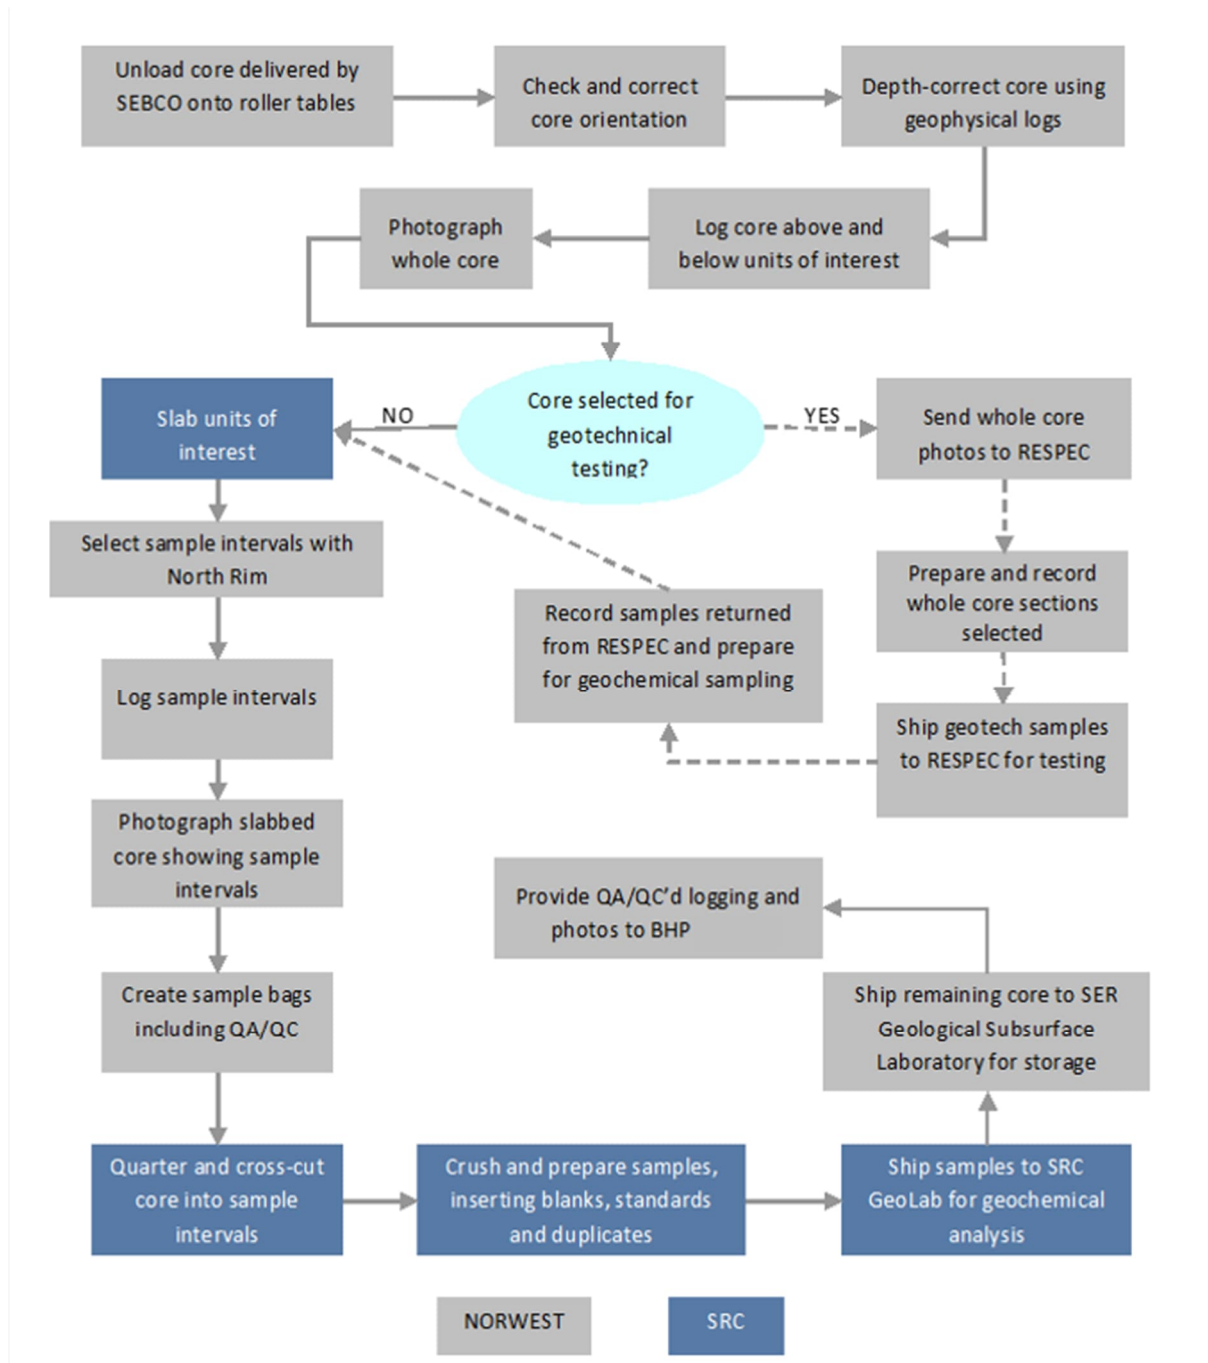 Unload core delivered by
SEBCO onto roller tables
Check and correct
core orientation
Depth-correct core using
geophysical logs
Log core above and
below units of interest
Photograph
whole core
Core selected for
geotechnical
testing?
NO
YES
Slab units of
interest
Send whole core
photos to RESPEC
Prepare and record
whole core sections
selected
Ship geotech samples
to RESPEC for testing
Record samples returned
from RESPEC and prepare
for geochemical sampling
Select sample intervals with
North Rim
Log sample intervals
Photograph slabbed
core showing sample
intervals
Create sample bags
including QA/QC
Quarter and cross-cut
core into sample
intervals
Crush and prepare samples,
inserting blanks, standards
and duplicates
Ship samples to SRC
GeoLab for geochemical
analysis
Ship remaining core to SER
Geological Subsurface
Laboratory for storage
Provide QA/QC’d logging and
photos to BHP
NORWEST
SRC